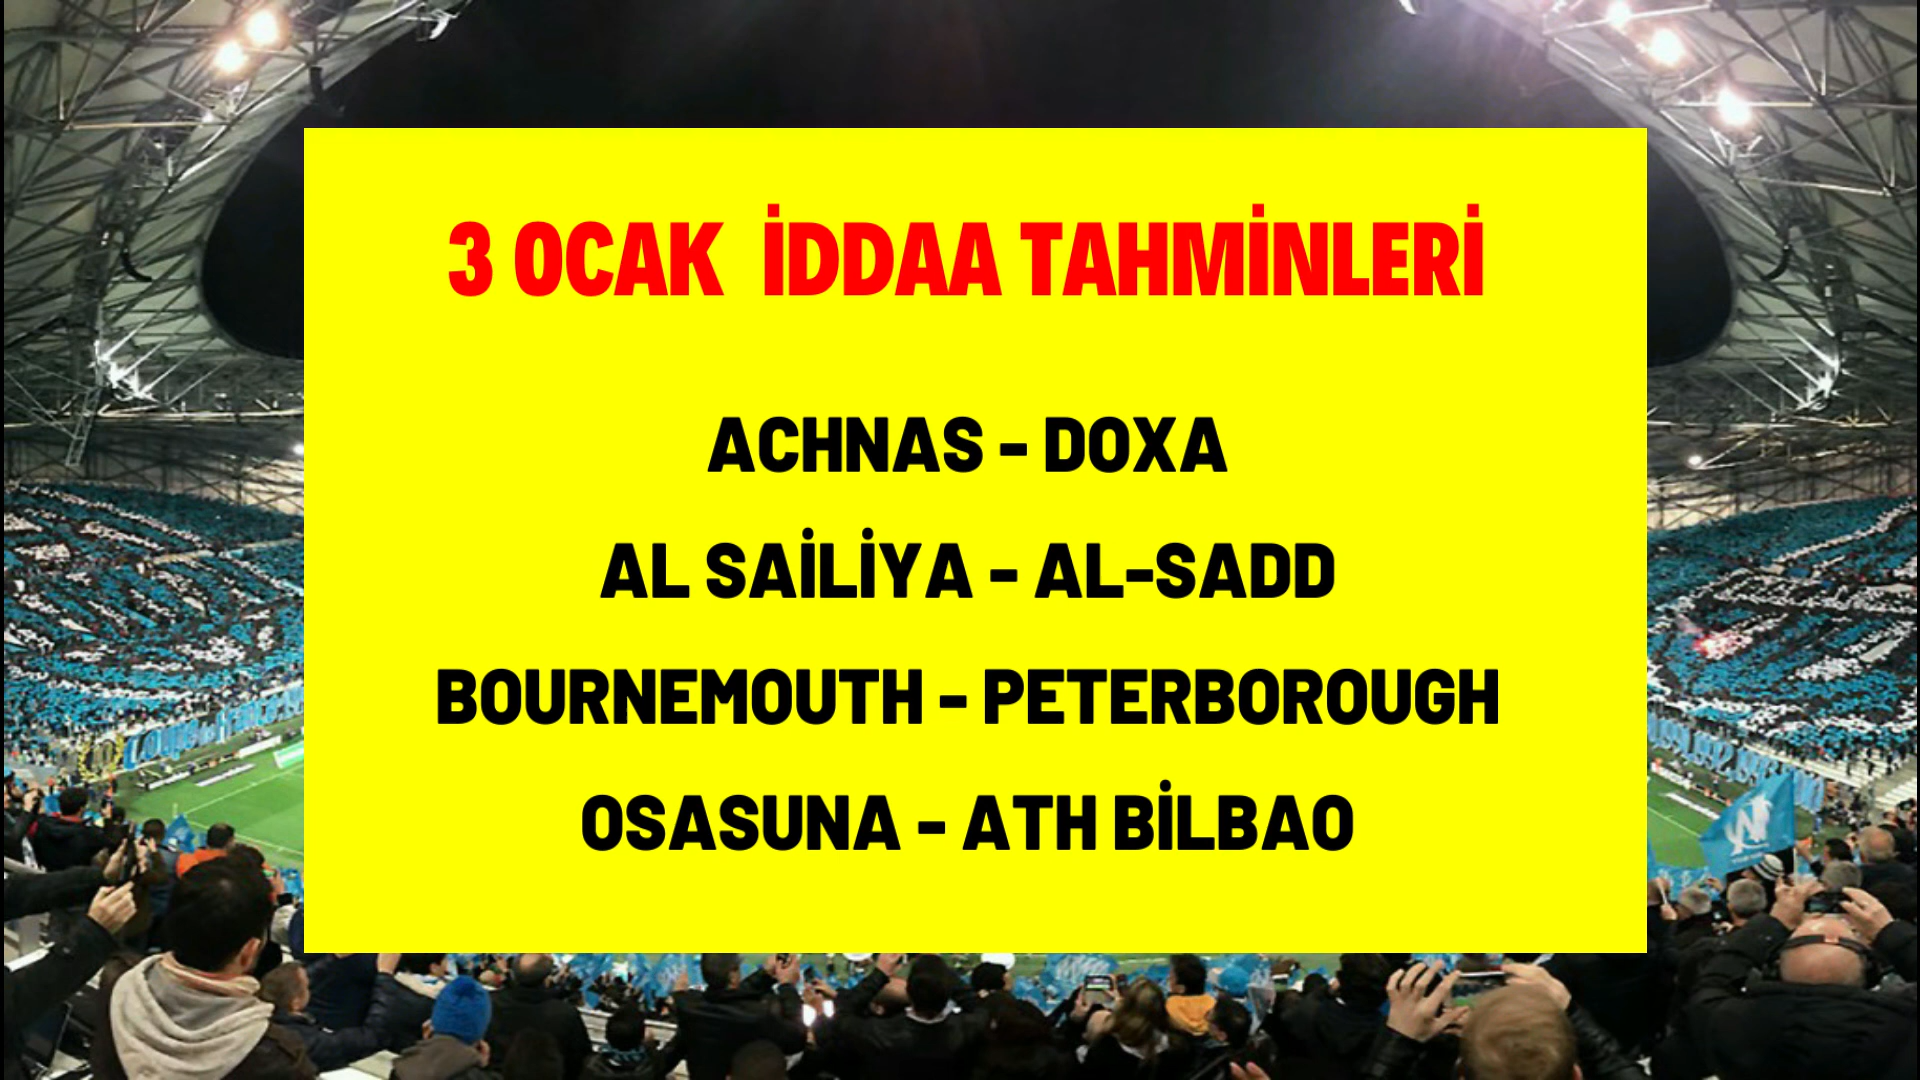 3 OCAK İDDAA TAHMİNLERİ
ACHNAS - DOXA
AL SAİLİYA - AL-SADD
BOURNEMOUTH - PETERBOROUGH
OSASUNA - ATH BİLBAO